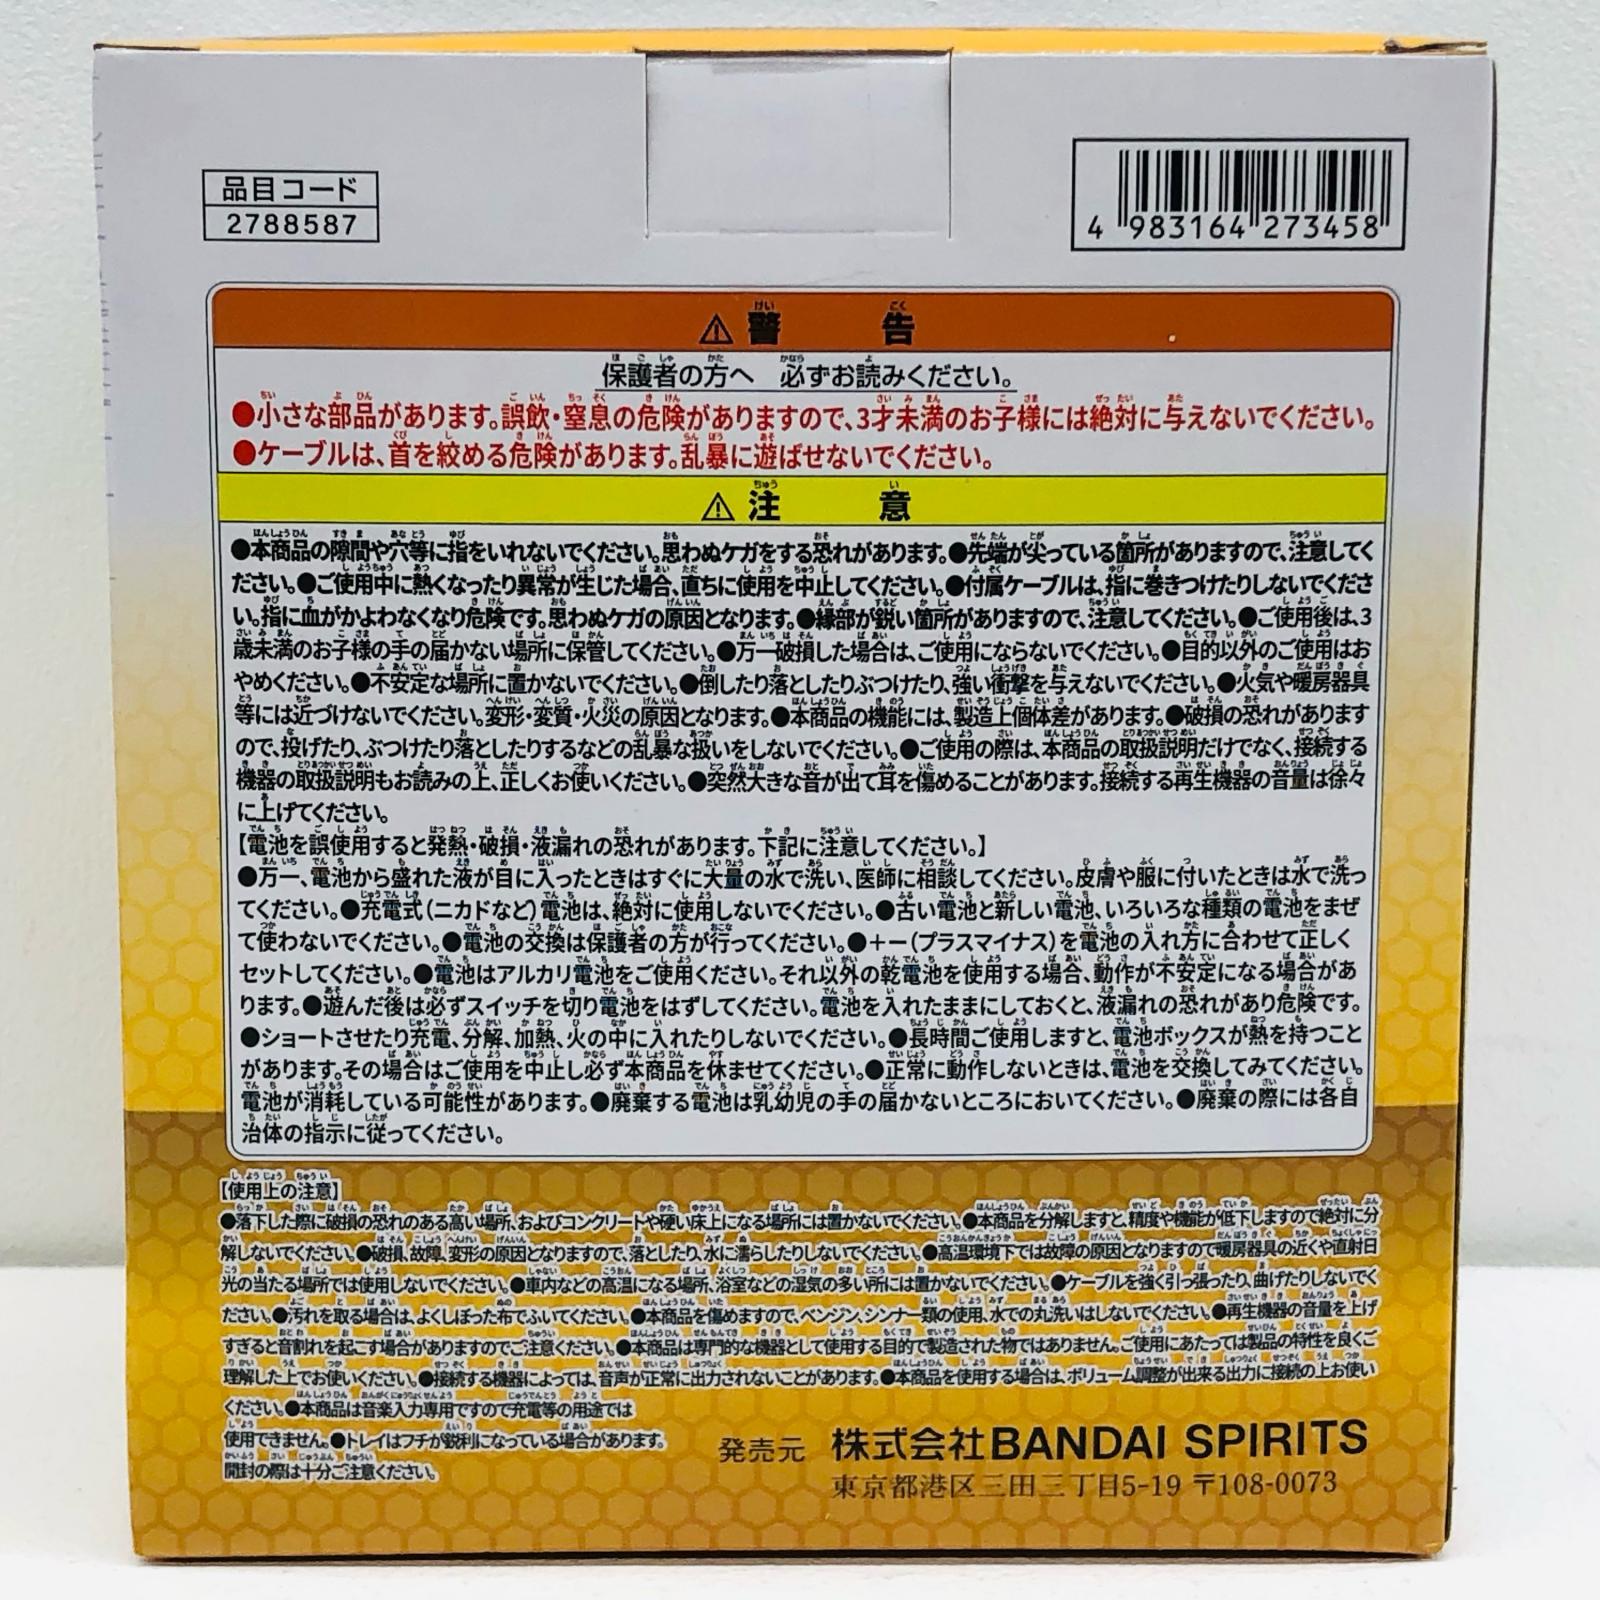 品目コード
2788587
4 983164 273458
⚠警 告
保護者の方へ 必ずお読みください。
●小さな部品があります。誤飲・窒息の危険がありますので、3才未満のお子様には絶対に与えないでください。
●ケーブルは、首を絞める危険があります。乱暴に遊ばせないでください。
⚠注 意
●本商品の隙間や穴等に指をいれないでください。思わぬケガをする恐れがあります。●先端が尖っている箇所がありますので、注意してく
ださい。●ご使用中に熱くなったり異常が生じた場合、直ちに使用を中止してください。●付属ケーブルは、指に巻きつけたりしないでくださ
い。指に血がかよわなくなり危険です。思わぬケガの原因となります。●縁部が鋭い箇所がありますので、注意してください。●ご使用後は、3
歳未満のお子様の手の届かない場所に保管してください。●万一破損した場合は、ご使用にならないでください。●目的以外のご使用はお
やめください。●不安定な場所に置かないでください。●倒したり落としたりぶつけたり、強い衝撃を与えないでください。●火気や暖房器具
等には近づけないでください。変形・変質・火災の原因となります。●本商品の機能には、製造上個体差があります。●破損の恐れがあります
ので、投げたり、ぶつけたり落としたりするなどの乱暴な扱いをしないでください。●ご使用の際は、本商品の取扱説明だけでなく、接続する
機器の取扱説明もお読みの上、正しくお使いください。●突然大きな音が出て耳を傷めることがあります。接続する再生機器の音量は徐々
に上げてください。
【電池を誤使用すると発熱・破損・液漏れの恐れがあります。下記に注意してください。】
●万一、電池から盛れた液が目に入ったときはすぐに大量の水で洗い、医師に相談してください。皮膚や服に付いたときは水で洗っ
てください。●充電式(ニカドなど)電池は、絶対に使用しないでください。●古い電池と新しい電池、いろいろな種類の電池をまぜ
て使わないでください。●電池の交換は保護者の方が行ってください。●+ー(プラスマイナス)を電池の入れ方に合わせて正しく
セットしてください。●電池はアルカリ電池をご使用ください。それ以外の乾電池を使用する場合、動作が不安定になる場合があ
ります。●遊んだ後は必ずスイッチを切り電池をはずしてください。電池を入れたままにしておくと、液漏れの恐れがあり危険です。
●ショートさせたり充電、分解、加熱、火の中に入れたりしないでください。●長時間ご使用しますと、電池ボックスが熱を持つこと
があります。その場合はご使用を中止し必ず本商品を休ませてください。●正常に動作しないときは、電池を交換してみてください。
電池が消耗している可能性があります。●廃棄する電池は乳幼児の手の届かないところにおいてください。●廃棄の際には各自
治体の指示に従ってください。
【使用上の注意】
●落下した際に破損の恐れのある高い場所、およびコンクリートや硬い床上になる場所には置かないでください。●本商品を分解しますと、精度や機能が低下しますので絶対に分
解しないでください。●破損、故障、変形の原因となりますので、落としたり、水に濡らしたりしないでください。●高温環境下では故障の原因となりますので暖房器具の近くや直射日
光の当たる場所では使用しないでください。●車内などの高温になる場所、浴室などの湿気の多い所には置かないでください。●ケーブルを強く引っ張ったり、曲げたりしないでく
ださい。●汚れを取る場合は、よくしぼった布でふいてください。●本商品を傷めますので、ベンジン、シンナー類の使用、水での丸洗いはしないでください。●再生機器の音量を上げ
すぎると音割れを起こす場合がありますのでご注意ください。●本商品は専門的な機器として使用する目的で製造された物ではありません。ご使用にあたっては製品の特性を良くご
理解した上でお使いください。●接続する機器によっては、音声が正常に出力されないことがあります。●本商品を使用する場合は、ボリューム調整が出来る出力に接続の上お使い
ください。●本商品は音楽入力専用ですので充電等の用途では
使用できません。●トレイはフチが鋭利になっている場合があります。
開封の際は十分ご注意ください。
発売元 株式会社BANDAI SPIRITS
東京都港区三田三丁目5-19 〒108-0073